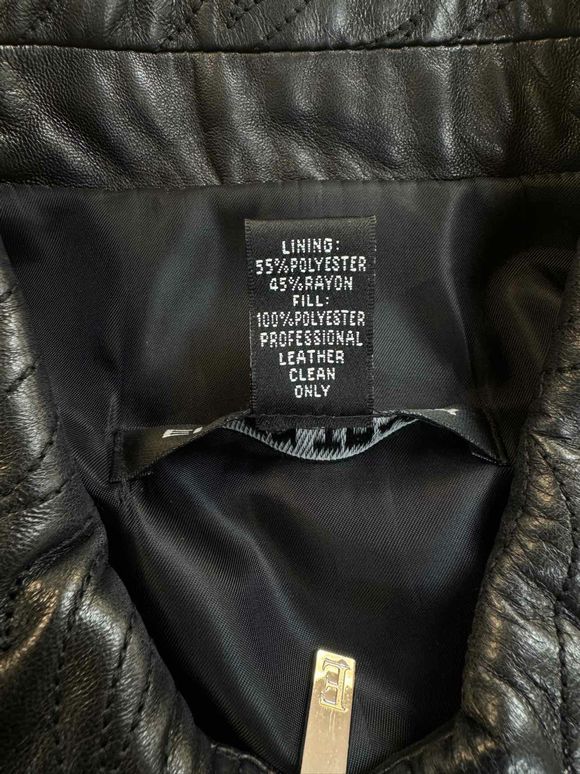 LINING:
55%POLYESTER
45%RAYON
FILL:
100%POLYESTER
PROFESSIONAL
LEATHER
CLEAN
ONLY
E